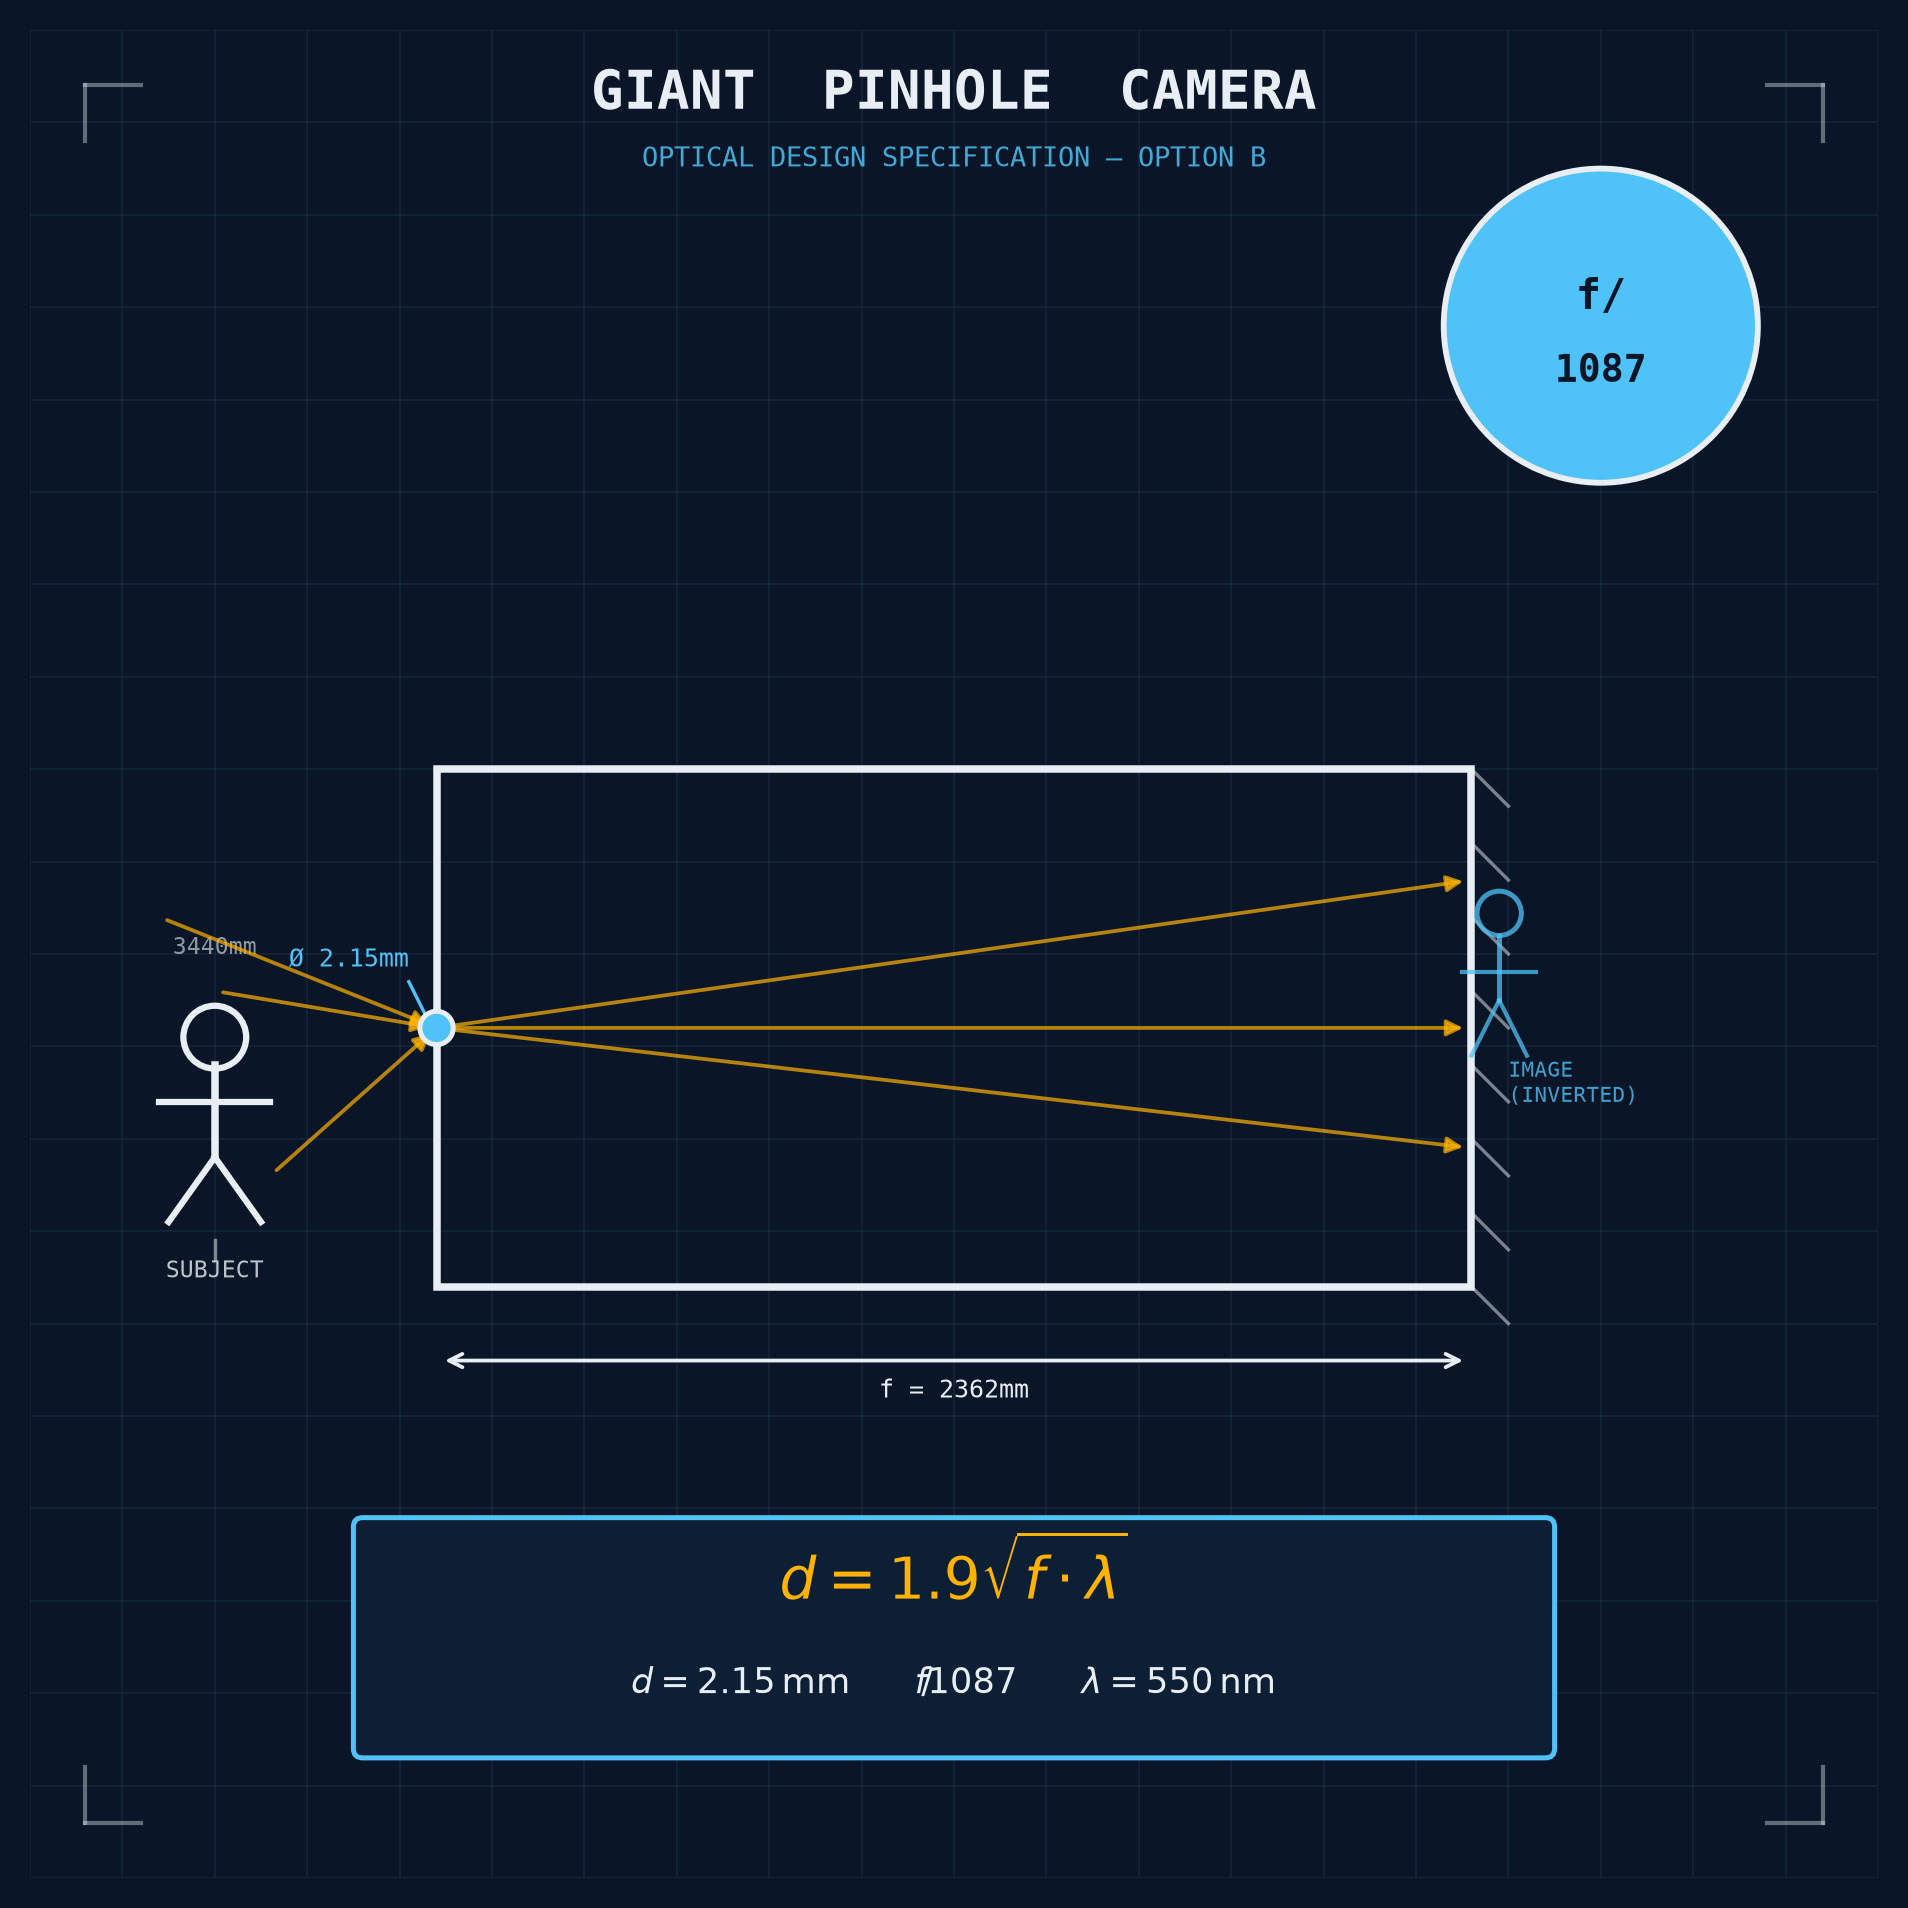 GIANT PINHOLE CAMERA
OPTICAL DESIGN SPECIFICATION — OPTION B
f/
1087
3440mm
Ø 2.15mm
IMAGE
(INVERTED)
SUBJECT
f = 2362mm
d = 1.9√f·λ
d = 2.15 mm f/1087 λ = 550 nm